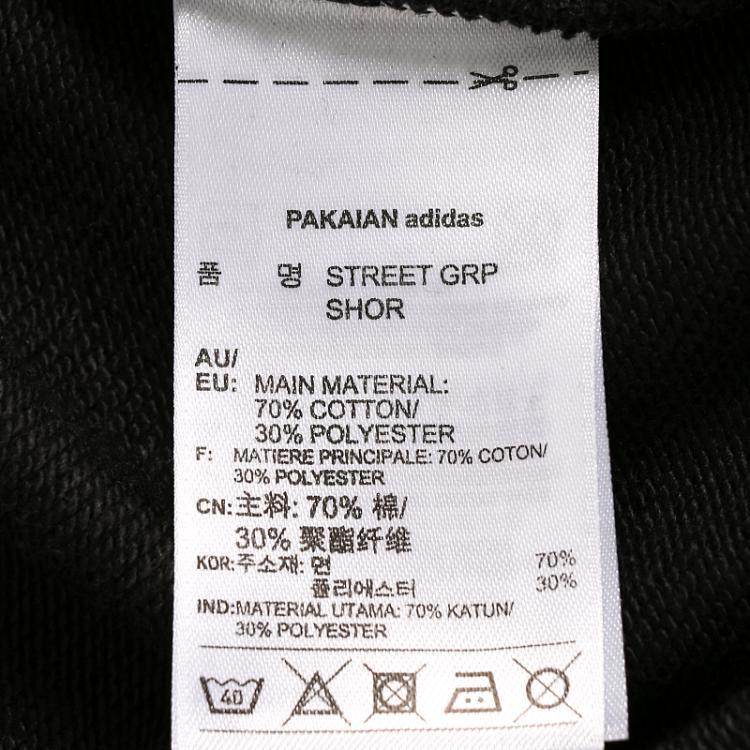 PAKAIAN adidas
품 명 STREET GRP
SHOR
AU/
EU: MAIN MATERIAL:
70% COTTON/
30% POLYESTER
F: MATIERE PRINCIPALE: 70% COTON/
30% POLYESTER
CN:主料: 70% 棉/
30% 聚酯纤维
KOR:주소재: 면 70%
폴리에스터 30%
IND:MATERIAL UTAMA: 70% KATUN/
30% POLYESTER
40